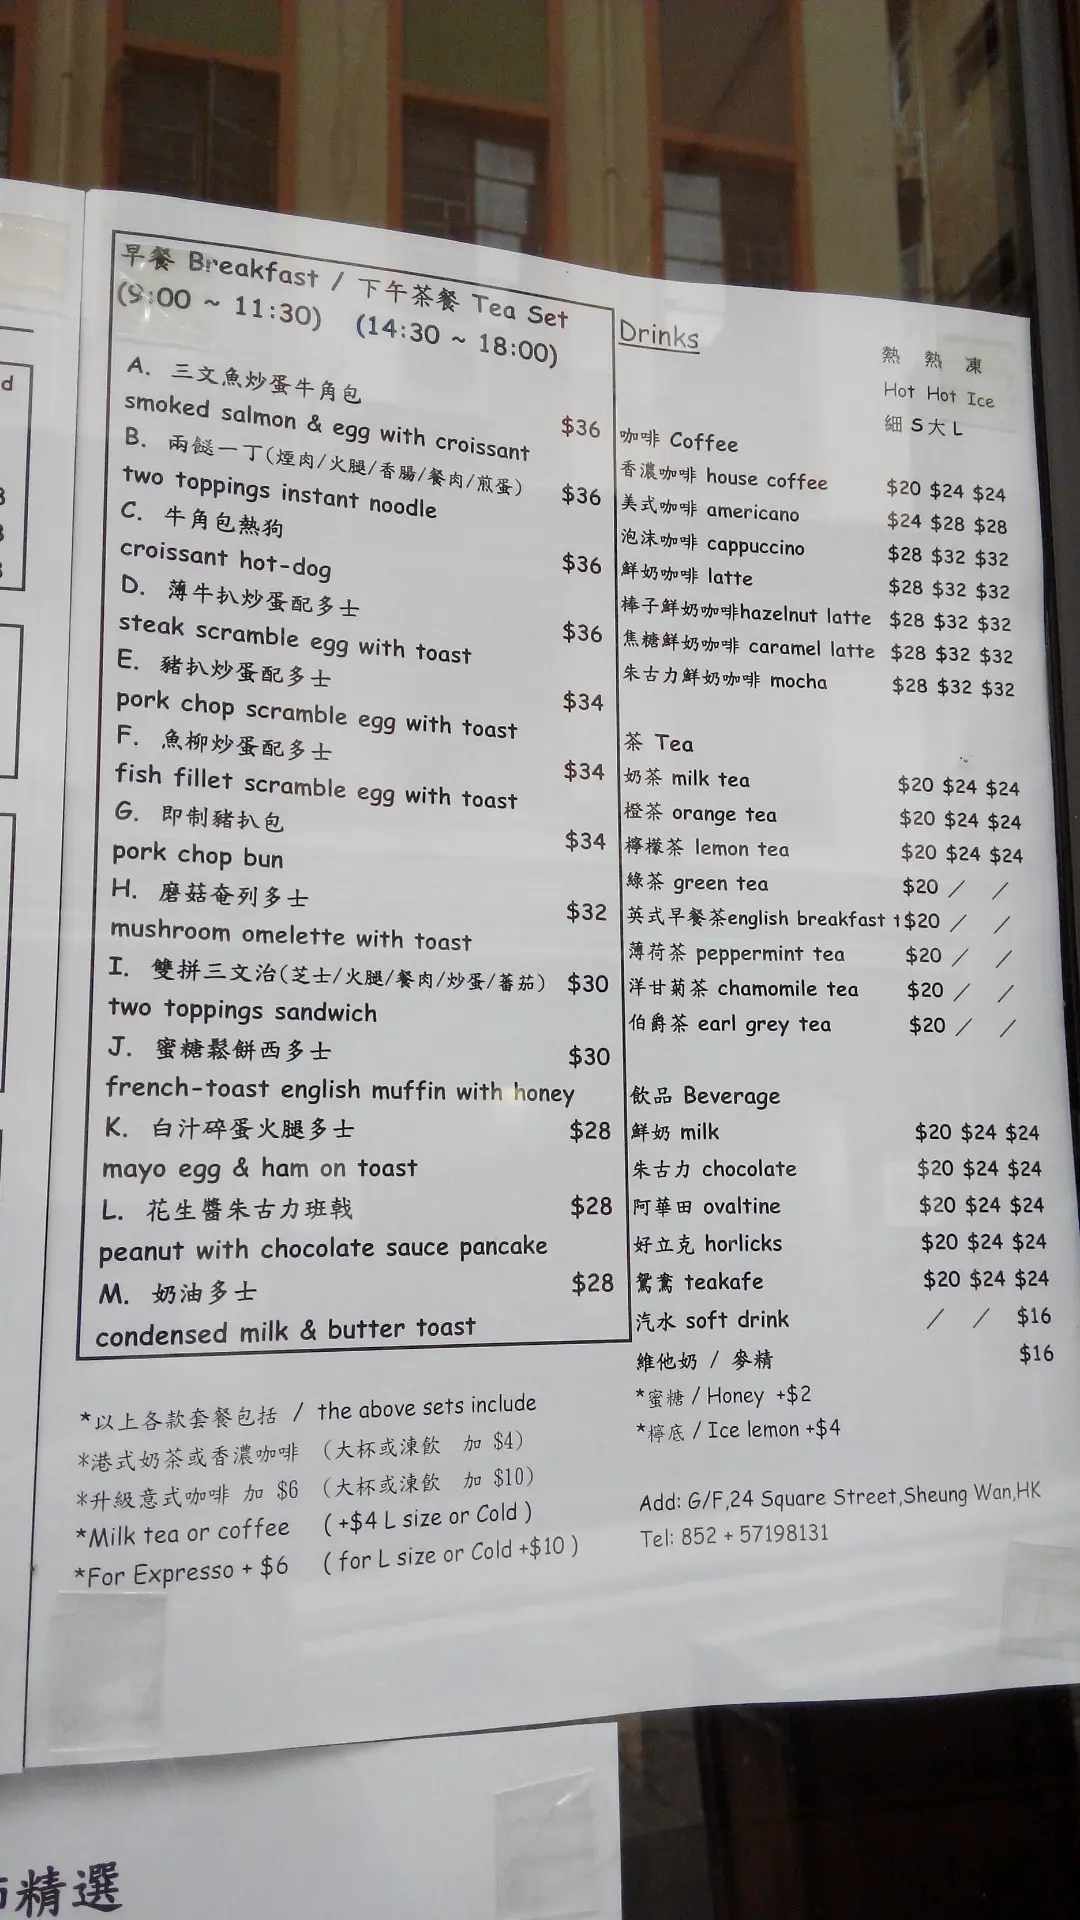 早餐 Breakfast / 下午茶餐 Tea Set
(9:00 ~ 11:30) (14:30 ~ 18:00)
A. 三文魚炒蛋牛角包
smoked salmon & egg with croissant $36
B. 兩餸一丁(煙肉/火腿/香腸/餐肉/煎蛋)
two toppings instant noodle $36
C. 牛角包熱狗
croissant hot-dog $36
D. 薄牛扒炒蛋配多士
steak scramble egg with toast $36
E. 豬扒炒蛋配多士
pork chop scramble egg with toast $34
F. 魚柳炒蛋配多士
fish fillet scramble egg with toast $34
G. 即制豬扒包
pork chop bun $34
H. 磨菇奄列多士
mushroom omelette with toast $32
I. 雙拼三文治(芝士/火腿/餐肉/炒蛋/蕃茄) $30
two toppings sandwich
J. 蜜糖鬆餅西多士 $30
french-toast english muffin with honey
K. 白汁碎蛋火腿多士 $28
mayo egg & ham on toast
L. 花生醬朱古力班戟 $28
peanut with chocolate sauce pancake
M. 奶油多士 $28
condensed milk & butter toast
*以上各款套餐包括 / the above sets include
*港式奶茶或香濃咖啡 (大杯或凍飲 加 $4)
*升級意式咖啡 加 $6 (大杯或凍飲 加 $10)
*Milk tea or coffee (+$4 L size or Cold )
*For Expresso + $6 ( for L size or Cold +$10 )
Drinks
熱 熱 凍
Hot Hot Ice
細 S 大 L
咖啡 Coffee
香濃咖啡 house coffee $20 $24 $24
美式咖啡 americano $24 $28 $28
泡沫咖啡 cappuccino $28 $32 $32
鮮奶咖啡 latte $28 $32 $32
榛子鮮奶咖啡hazelnut latte $28 $32 $32
焦糖鮮奶咖啡 caramel latte $28 $32 $32
朱古力鮮奶咖啡 mocha $28 $32 $32
茶 Tea
奶茶 milk tea $20 $24 $24
橙茶 orange tea $20 $24 $24
檸檬茶 lemon tea $20 $24 $24
綠茶 green tea $20 / /
英式早餐茶english breakfast $20 / /
薄荷茶 peppermint tea $20 / /
洋甘菊茶 chamomile tea $20 / /
伯爵茶 earl grey tea $20 / /
飲品 Beverage
鮮奶 milk $20 $24 $24
朱古力 chocolate $20 $24 $24
阿華田 ovaltine $20 $24 $24
好立克 horlicks $20 $24 $24
鴛鴦 teakafe $20 $24 $24
汽水 soft drink / / $16
維他奶 / 麥精 $16
*蜜糖 / Honey +$2
*檸底 / Ice lemon +$4
Add: G/F,24 Square Street,Sheung Wan,HK
Tel: 852 + 57198131
精選